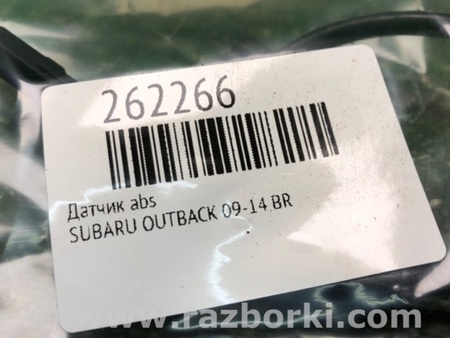 262266
Датчик abs
SUBARU OUTBACK 09-14 BR
www.razborki.com